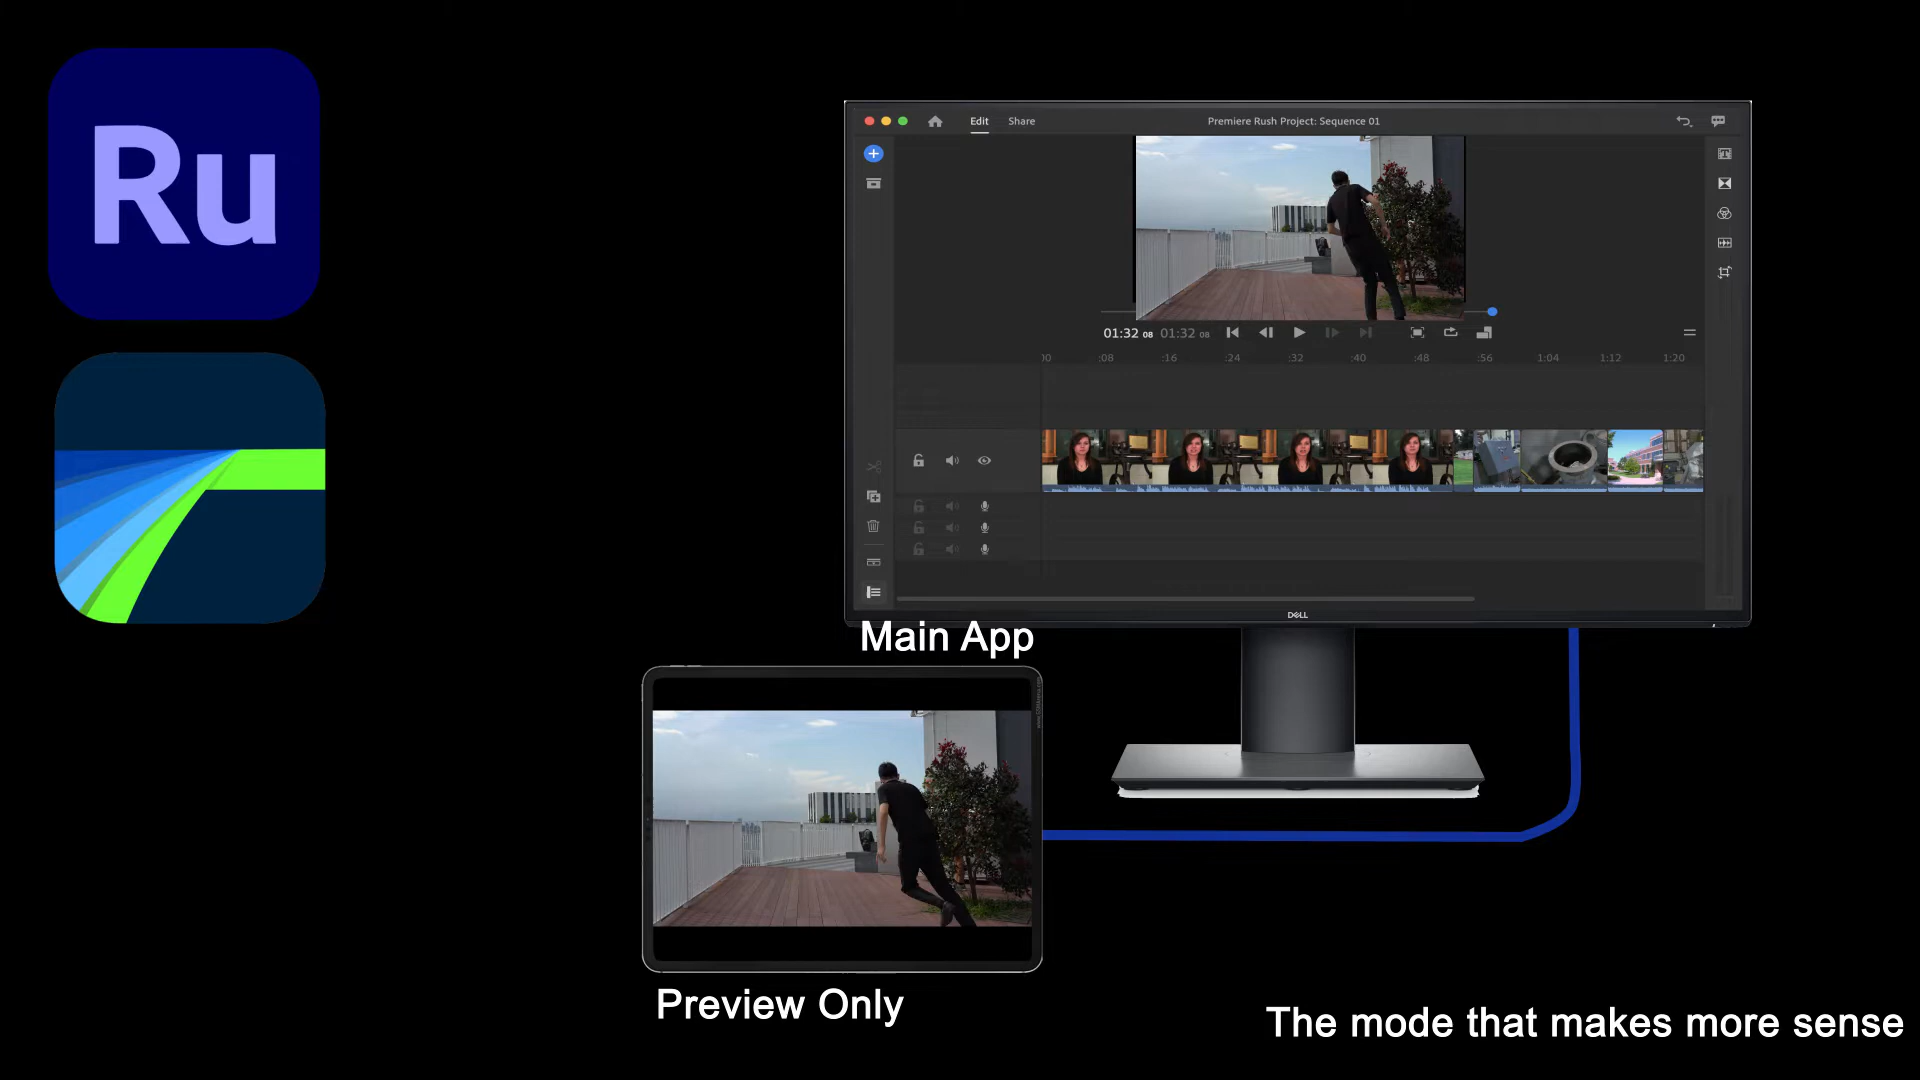 Ru
Edit Share
Premiere Rush Project: Sequence 01
01:32 08 01:32 08
:00 :08 :16 :24 :32 :40 :48 :56 1:04 1:12 1:20
DELL
Main App
Preview Only
The mode that makes more sense